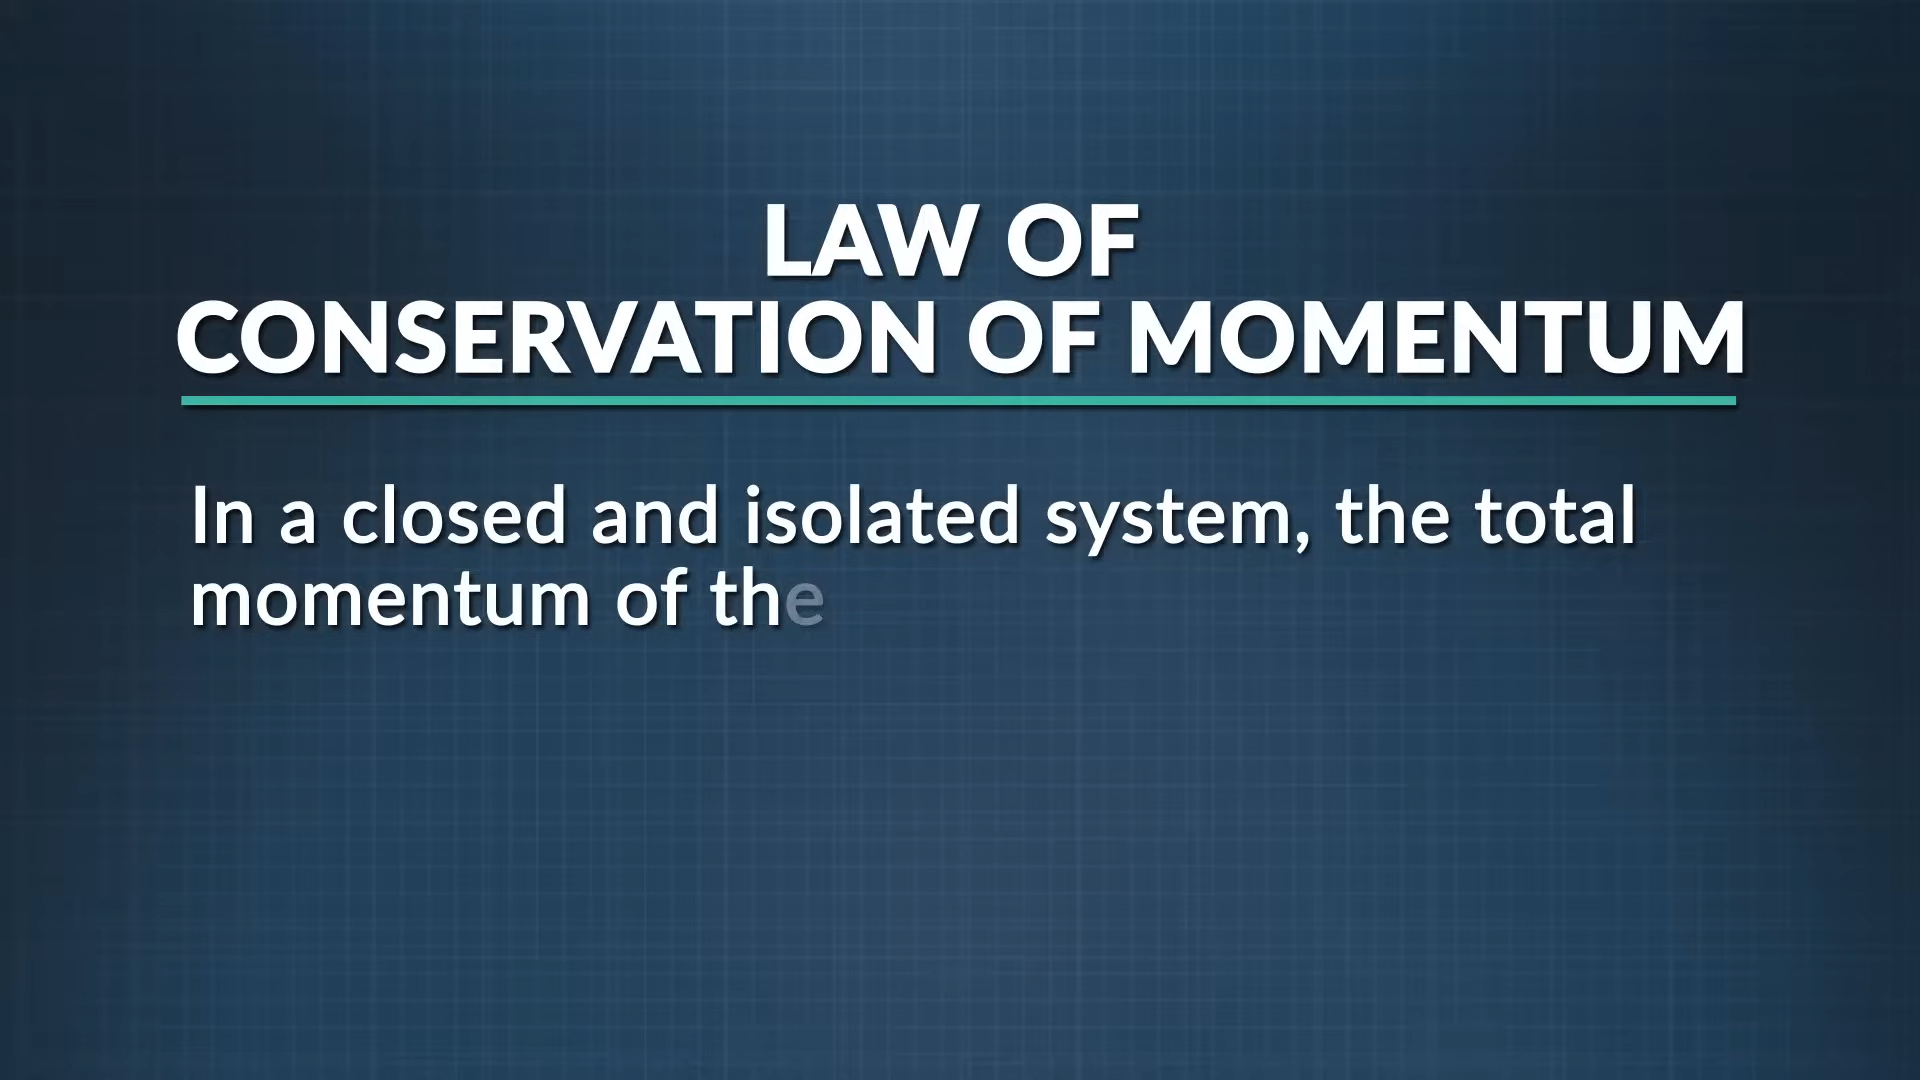 LAW OF
CONSERVATION OF MOMENTUM
In a closed and isolated system, the total
momentum of the